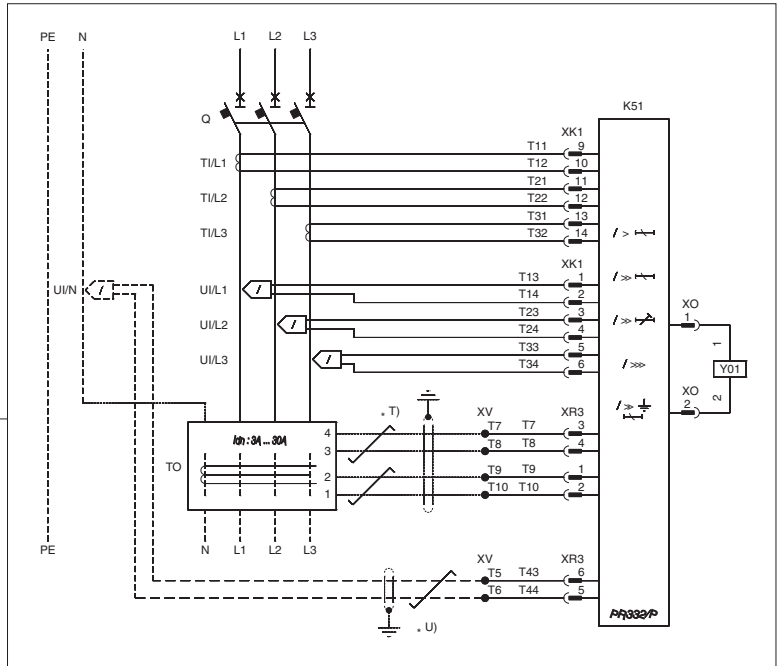 PE N L1 L2 L3
K51
Q
XK1
TI/L1 T11 9
T12 10
TI/L2 T21 11
T22 12
TI/L3 T31 13
T32 14
I >
XK1
UI/N UI/L1 T13 1
I >>
T14 2
UI/L2 T23 3
I >>
XO
1
T24 4
1
UI/L3 T33 5
I >>>
T34 6
Y01
2
XO
2
I >>
* T) XV XR3
Idn : 3A ... 30A
4 T7 T7 3
3 T8 T8 4
TO
2 T9 T9 1
1 T10 T10 2
PE N L1 L2 L3
XV XR3
T5 T43 6
T6 T44 5
PR332/P
* U)